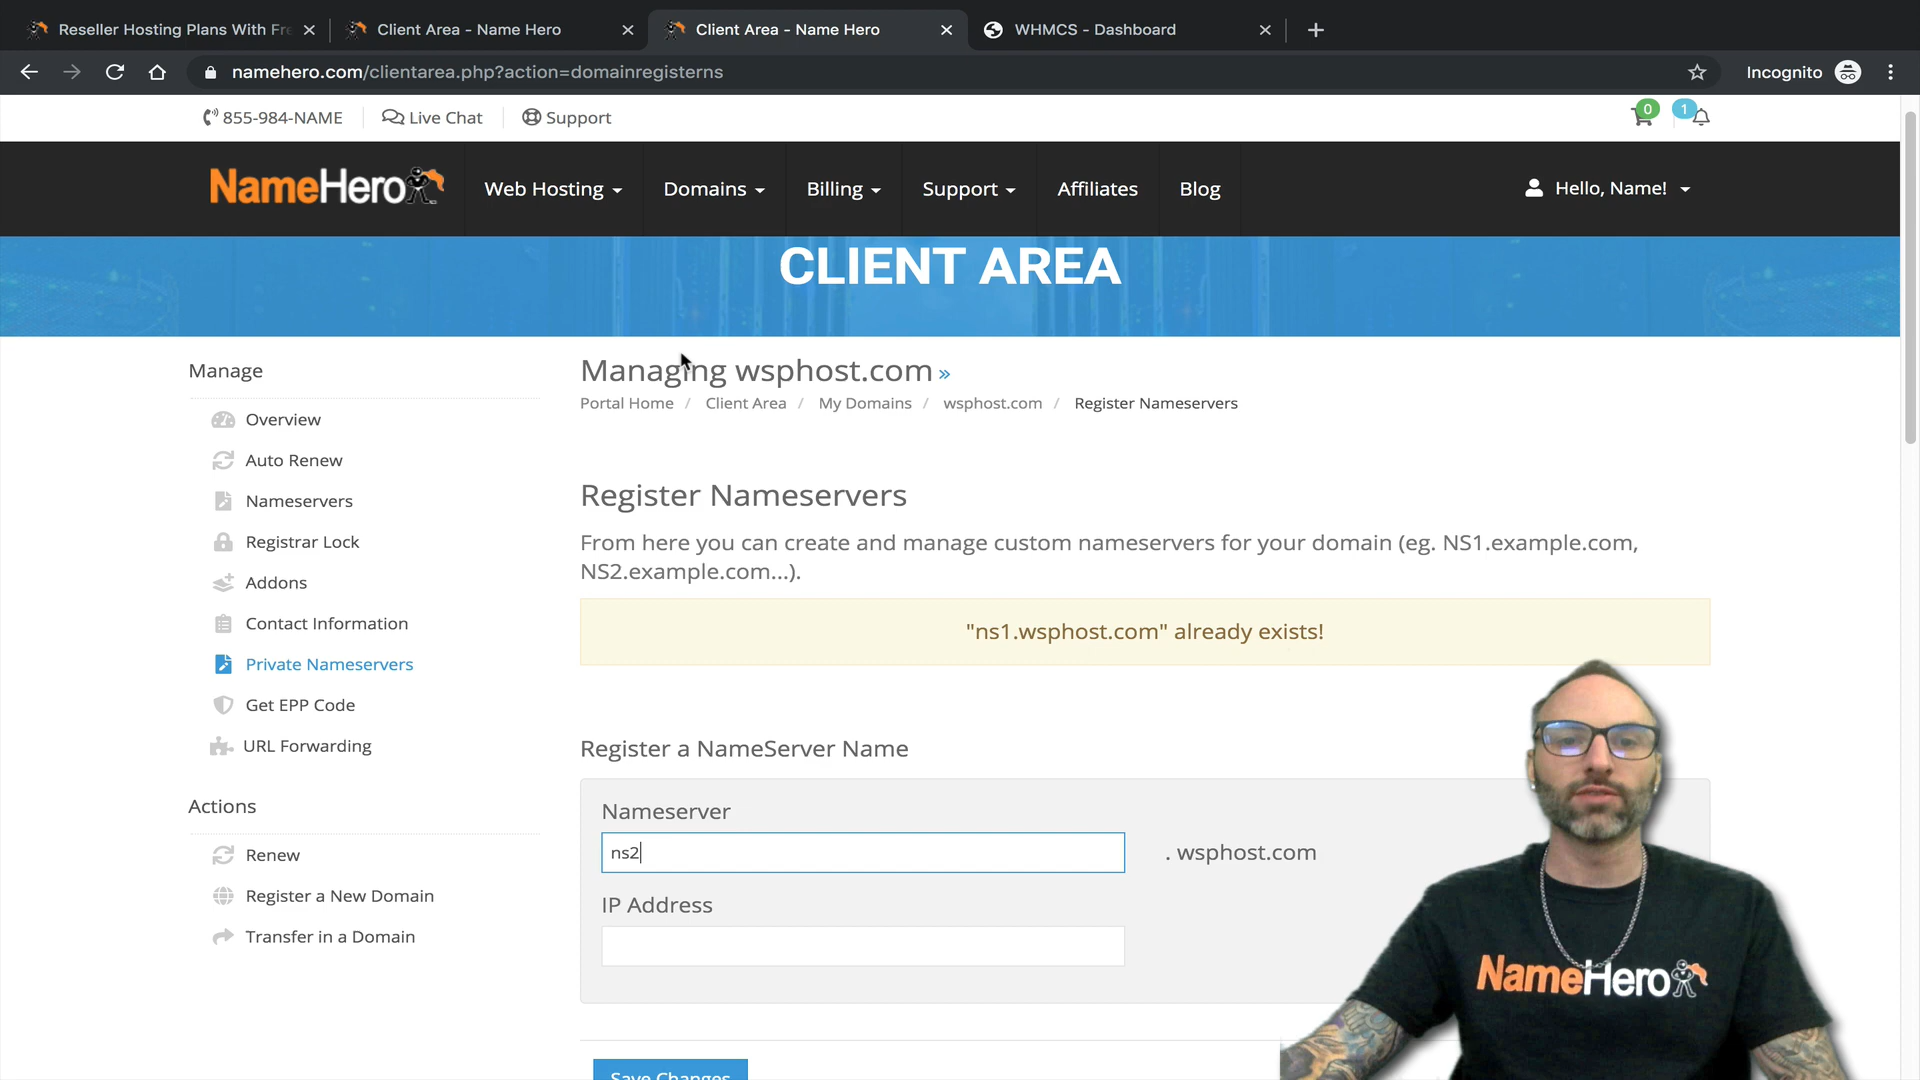 Reseller Hosting Plans With Fre
Client Area - Name Hero
Client Area - Name Hero
WHMCS - Dashboard
namehero.com/clientarea.php?action=domainregisterns
Incognito
855-984-NAME
Live Chat
Support
0
1
NameHero
Web Hosting
Domains
Billing
Support
Affiliates
Blog
Hello, Name!
CLIENT AREA
Manage
Overview
Auto Renew
Nameservers
Registrar Lock
Addons
Contact Information
Private Nameservers
Get EPP Code
URL Forwarding
Actions
Renew
Register a New Domain
Transfer in a Domain
Managing wsphost.com »
Portal Home / Client Area / My Domains / wsphost.com / Register Nameservers
Register Nameservers
From here you can create and manage custom nameservers for your domain (eg. NS1.example.com,
NS2.example.com...).
"ns1.wsphost.com" already exists!
Register a NameServer Name
Nameserver
ns2
. wsphost.com
IP Address
Save Changes
NameHero